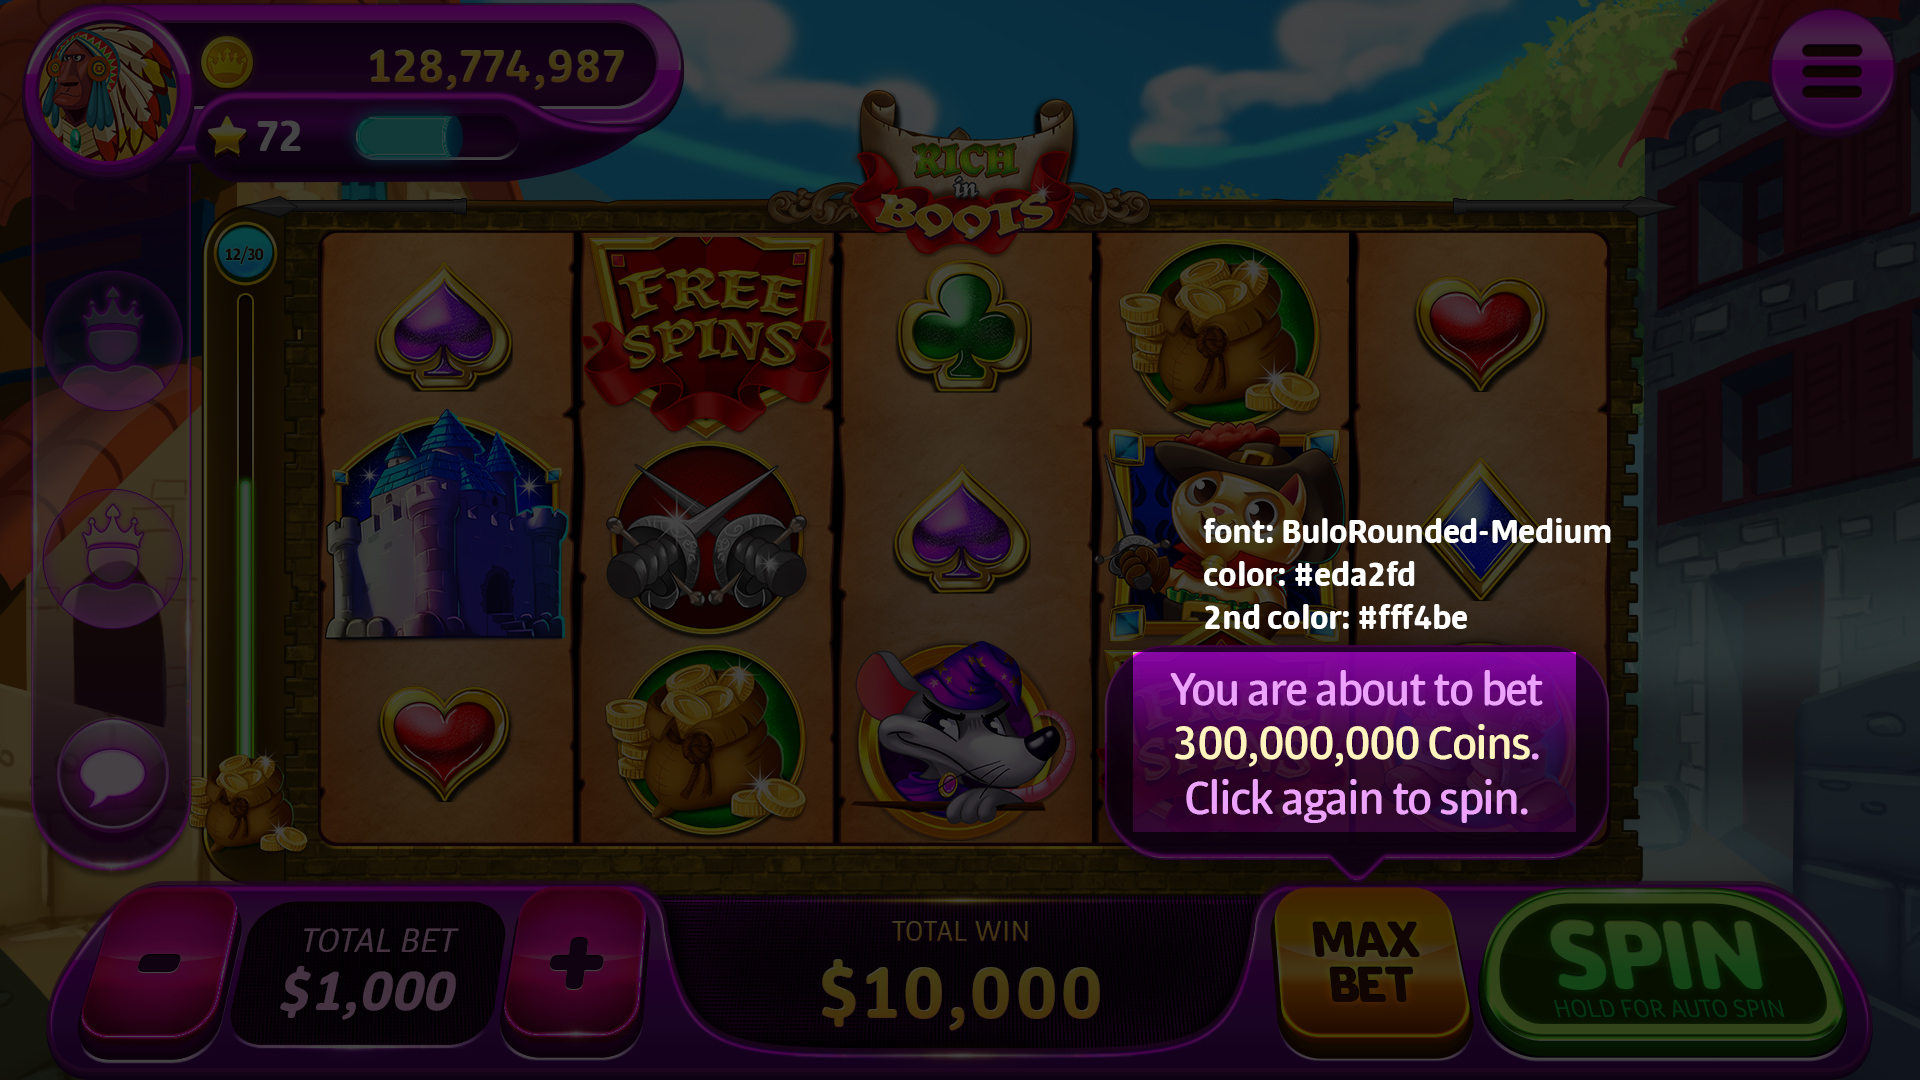 128,774,987
72
RICH
in
BOOTS
12/30
FREE
SPINS
font: BuloRounded-Medium
color: #eda2fd
2nd color: #fff4be
You are about to bet
300,000,000 Coins.
Click again to spin.
TOTAL BET
$1,000
TOTAL WIN
$10,000
MAX
BET
SPIN
HOLD FOR AUTO SPIN